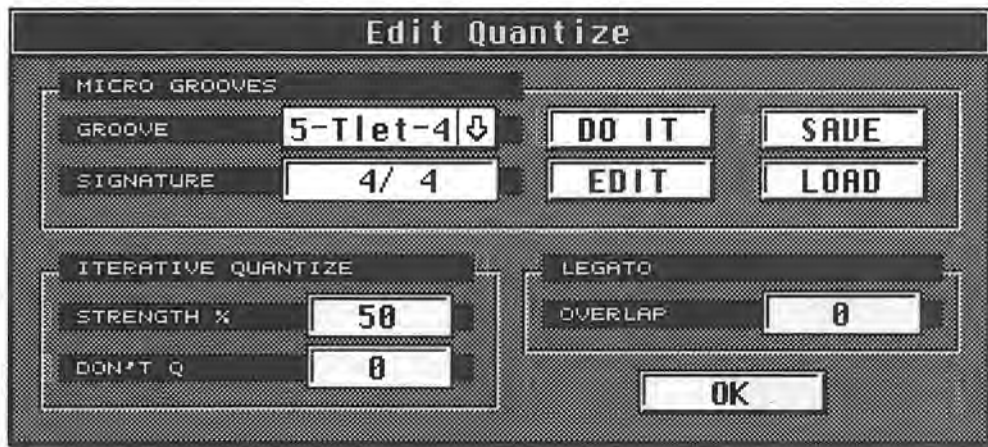 Edit Quantize
MICRO GROOVES
GROOVE 5-Tlet-4 DO IT SAVE
SIGNATURE 4/ 4 EDIT LOAD
ITERATIVE QUANTIZE
STRENGTH % 50
DON'T Q 0
LEGATO
OVERLAP 0
OK